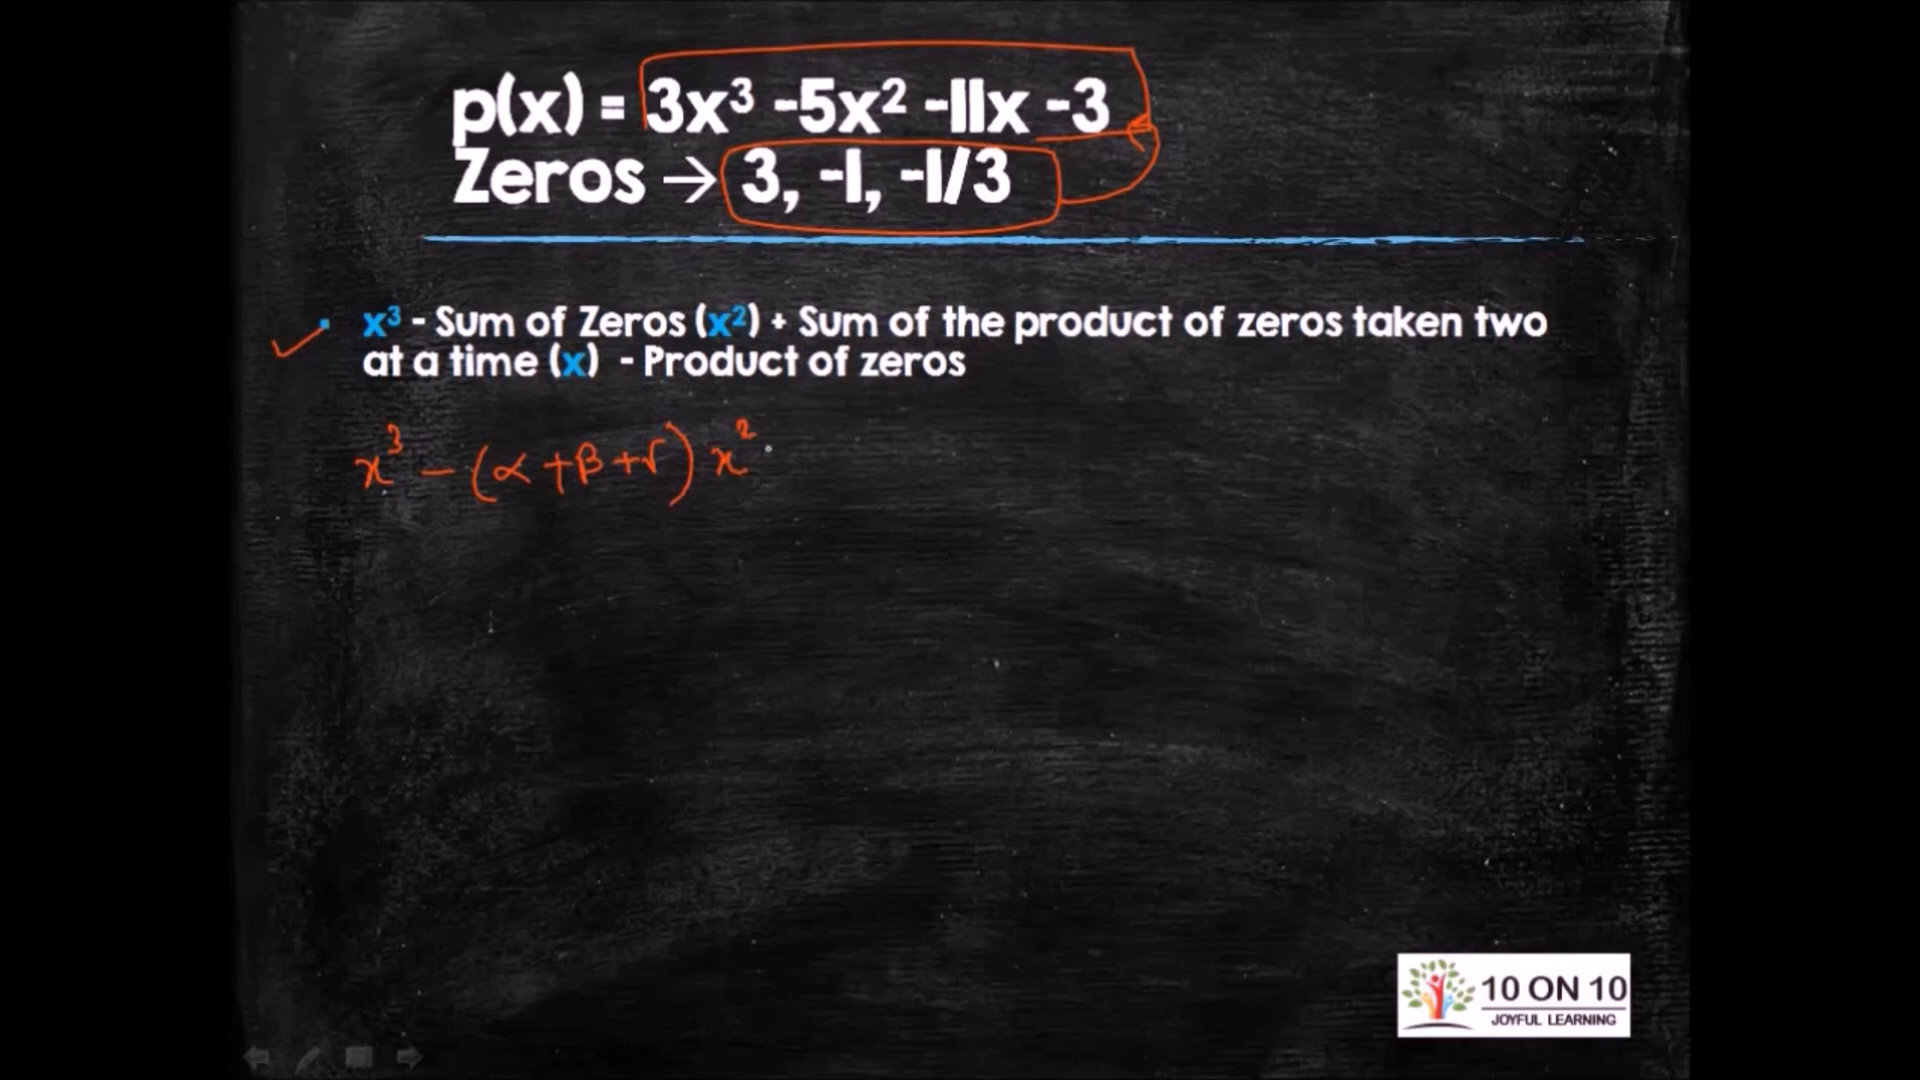 p(x) = 3x³ -5x² -11x -3
Zeros → 3, -1, -1/3
x³ - Sum of Zeros (x²) + Sum of the product of zeros taken two
at a time (x) - Product of zeros
x³ - (α+β+γ) x²
10 ON 10
JOYFUL LEARNING